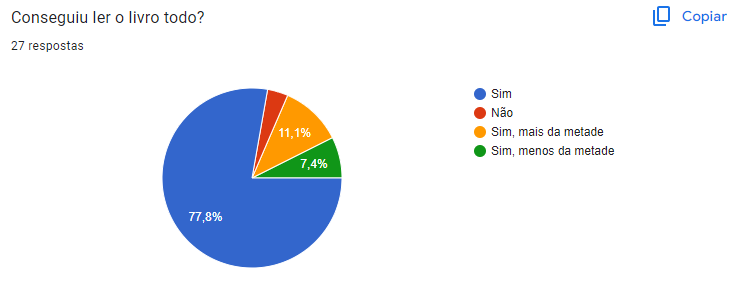 Conseguiu ler o livro todo?
Copiar
27 respostas
Sim
Não
Sim, mais da metade
Sim, menos da metade
11,1%
7,4%
77,8%